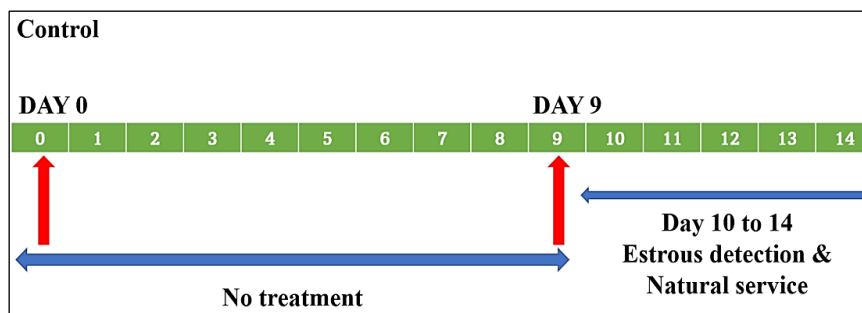 Control
DAY 0 DAY 9
0 1 2 3 4 5 6 7 8 9 10 11 12 13 14
Day 10 to 14
Estrous detection &
Natural service
No treatment